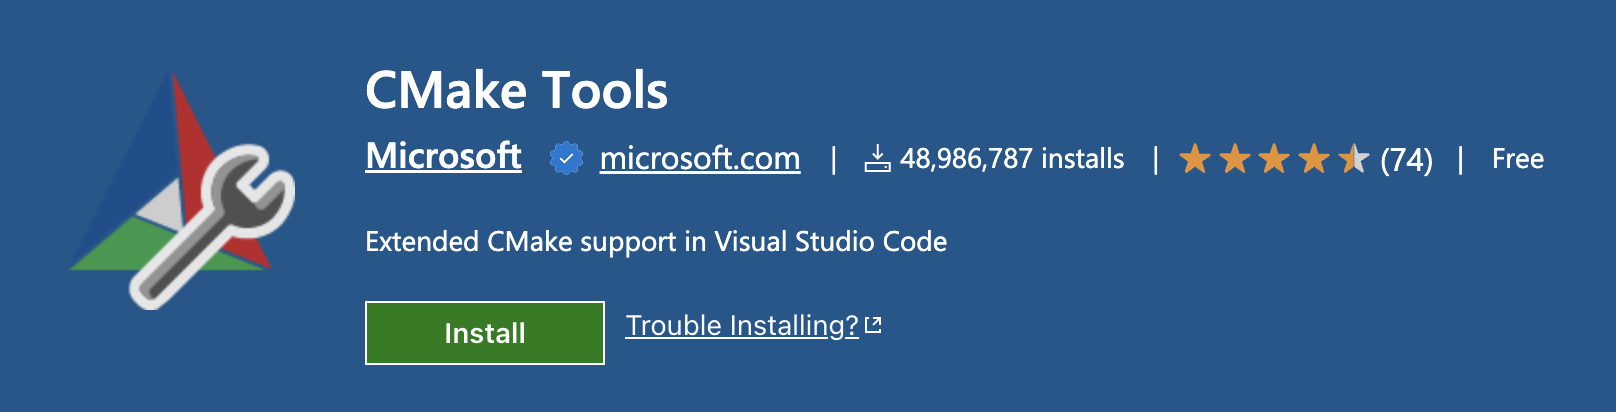 CMake Tools
Microsoft microsoft.com | 48,986,787 installs | (74) | Free
Extended CMake support in Visual Studio Code
Install Trouble Installing?